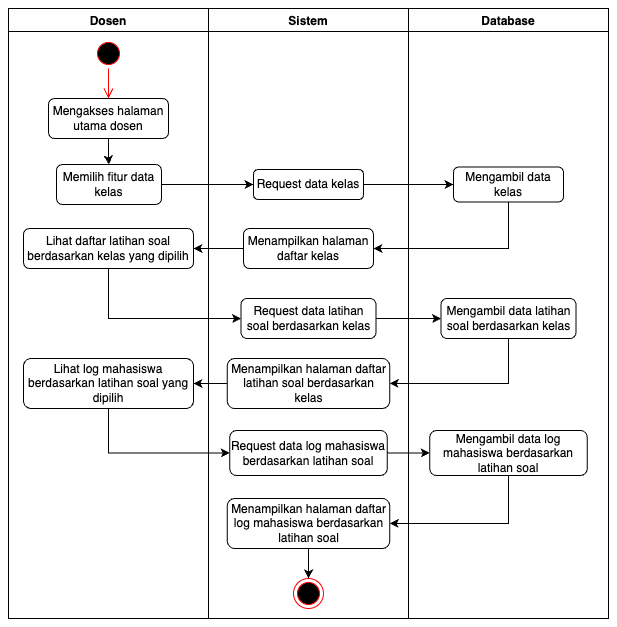 Dosen
Sistem
Database
Mengakses halaman
utama dosen
Memilih fitur data
kelas
Request data kelas
Mengambil data
kelas
Lihat daftar latihan soal
berdasarkan kelas yang dipilih
Menampilkan halaman
daftar kelas
Request data latihan
soal berdasarkan kelas
Mengambil data latihan
soal berdasarkan kelas
Lihat log mahasiswa
berdasarkan latihan soal yang
dipilih
Menampilkan halaman daftar
latihan soal berdasarkan
kelas
Request data log mahasiswa
berdasarkan latihan soal
Mengambil data log
mahasiswa berdasarkan
latihan soal
Menampilkan halaman daftar
log mahasiswa berdasarkan
latihan soal